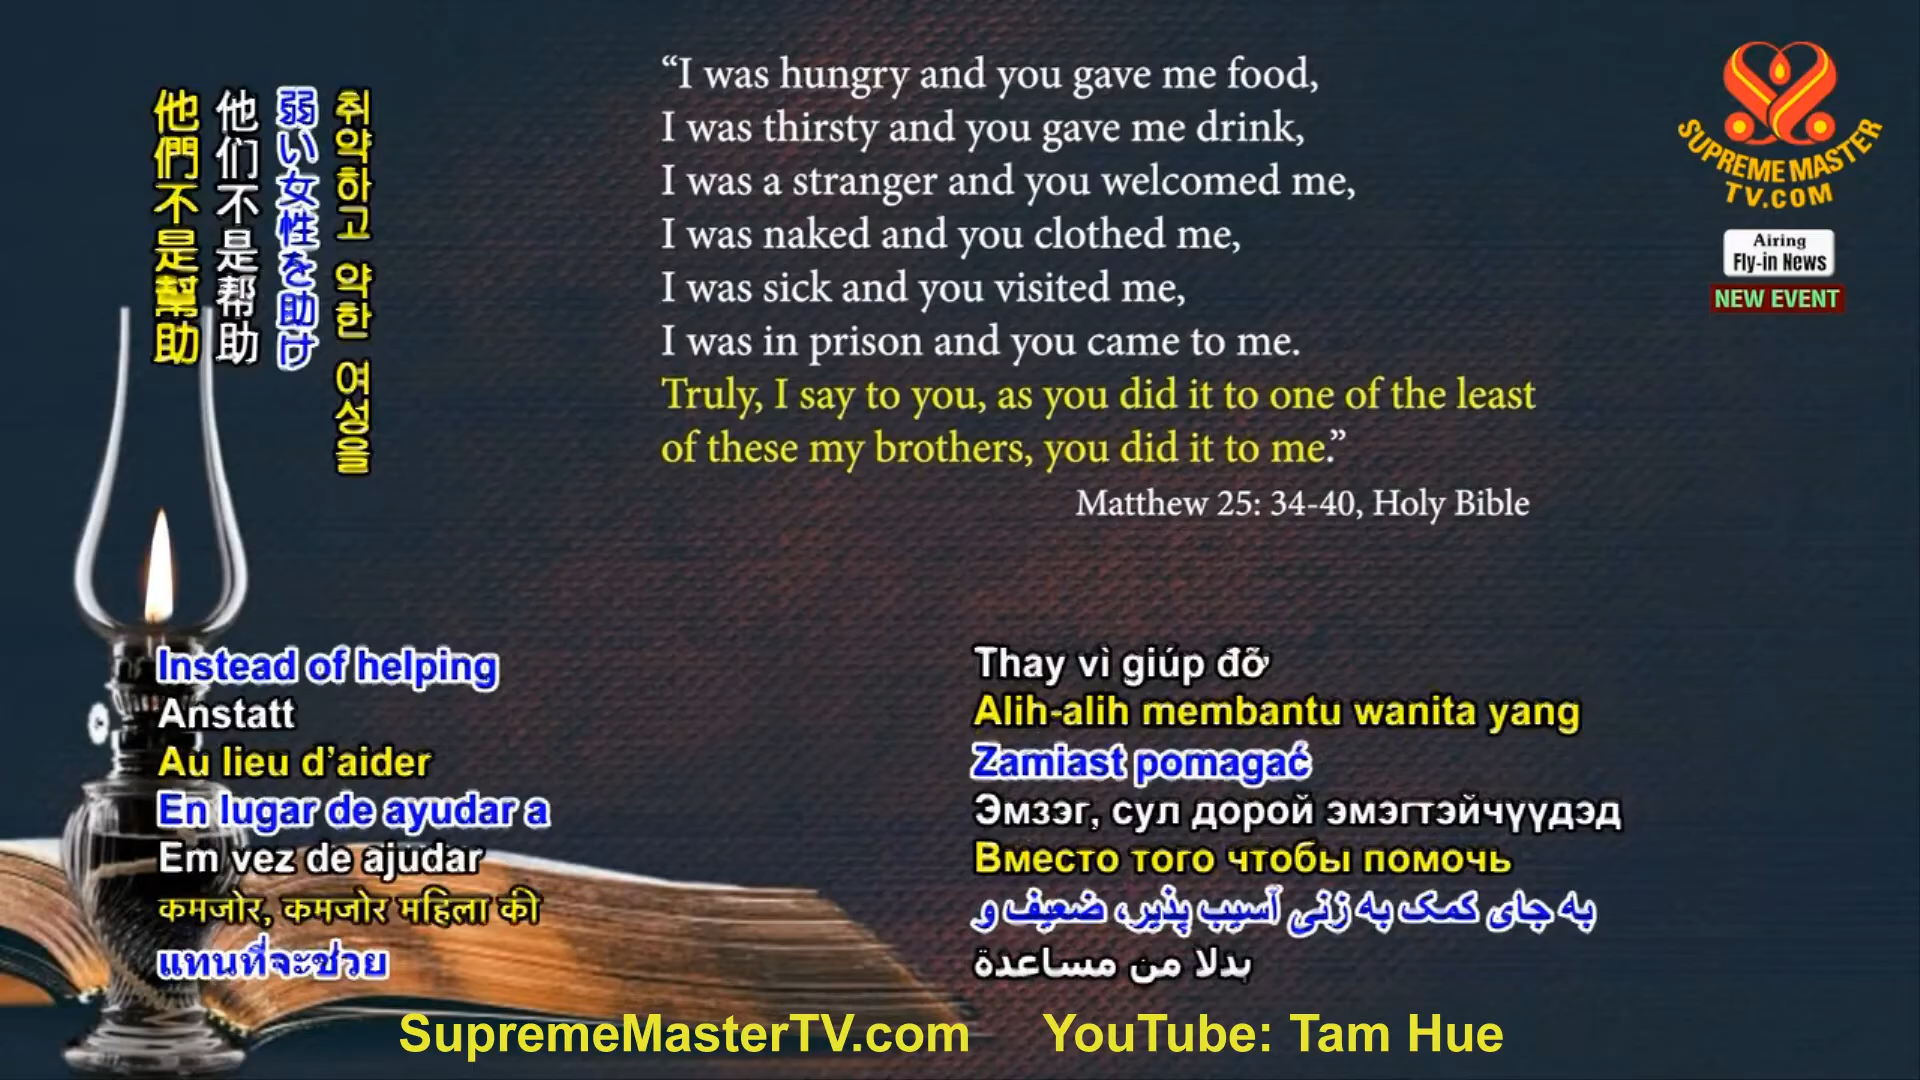 “I was hungry and you gave me food,
I was thirsty and you gave me drink,
I was a stranger and you welcomed me,
I was naked and you clothed me,
I was sick and you visited me,
I was in prison and you came to me.
Truly, I say to you, as you did it to one of the least
of these my brothers, you did it to me.”
Matthew 25: 34-40, Holy Bible
SUPREME MASTER
TV.COM
Airing
Fly-in News
NEW EVENT
취약하고 약한 여성을
弱い女性を助け
他们不是帮助
他們不是幫助
Instead of helping
Anstatt
Au lieu d’aider
En lugar de ayudar a
Em vez de ajudar
कमजोर, कमजोर महिला की
แทนที่จะช่วย
Thay vì giúp đỡ
Alih-alih membantu wanita yang
Zamiast pomagać
Эмзэг, сул дорой эмэгтэйчүүдэд
Вместо того чтобы помочь
به جای کمک به زنی آسیب پذیر، ضعیف و
بدلا من مساعدة
SupremeMasterTV.com YouTube: Tam Hue